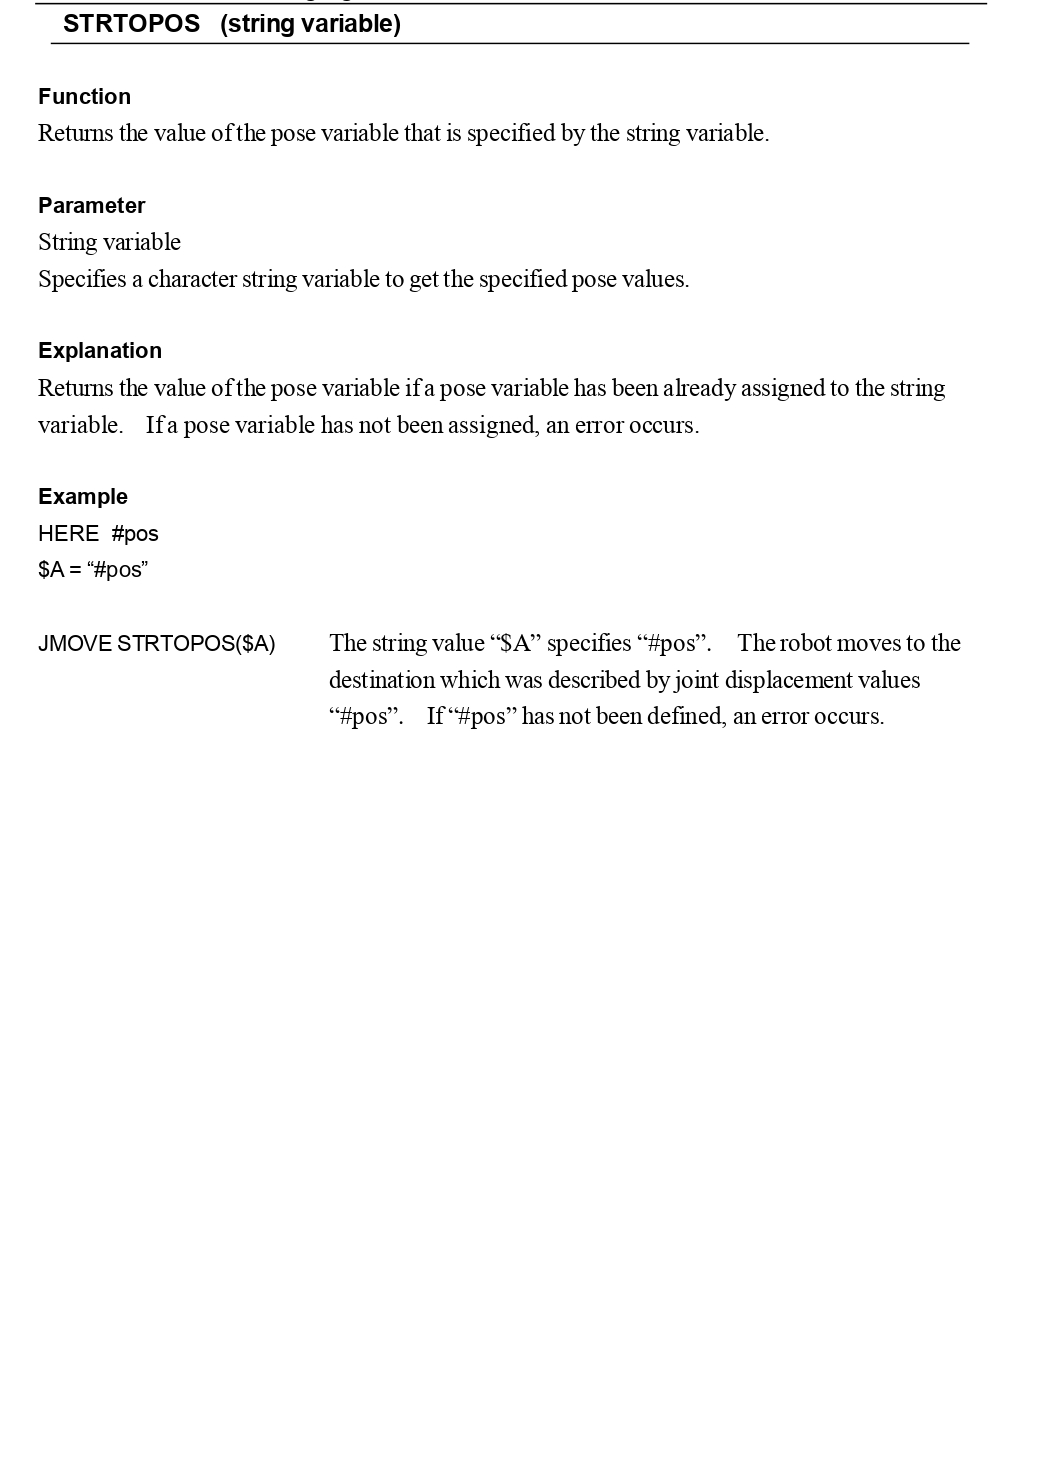 STRTOPOS (string variable)
Function
Returns the value of the pose variable that is specified by the string variable.
Parameter
String variable
Specifies a character string variable to get the specified pose values.
Explanation
Returns the value of the pose variable if a pose variable has been already assigned to the string
variable. If a pose variable has not been assigned, an error occurs.
Example
HERE #pos
$A = “#pos”
JMOVE STRTOPOS($A) The string value “$A” specifies “#pos”. The robot moves to the
destination which was described by joint displacement values
“#pos”. If “#pos” has not been defined, an error occurs.